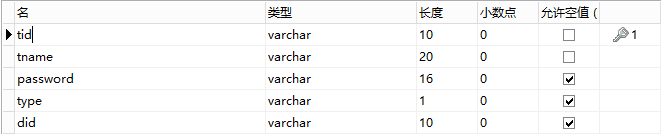 名 类型 长度 小数点 允许空值 (
tid varchar 10 0 1
tname varchar 20 0
password varchar 16 0
type varchar 1 0
did varchar 10 0